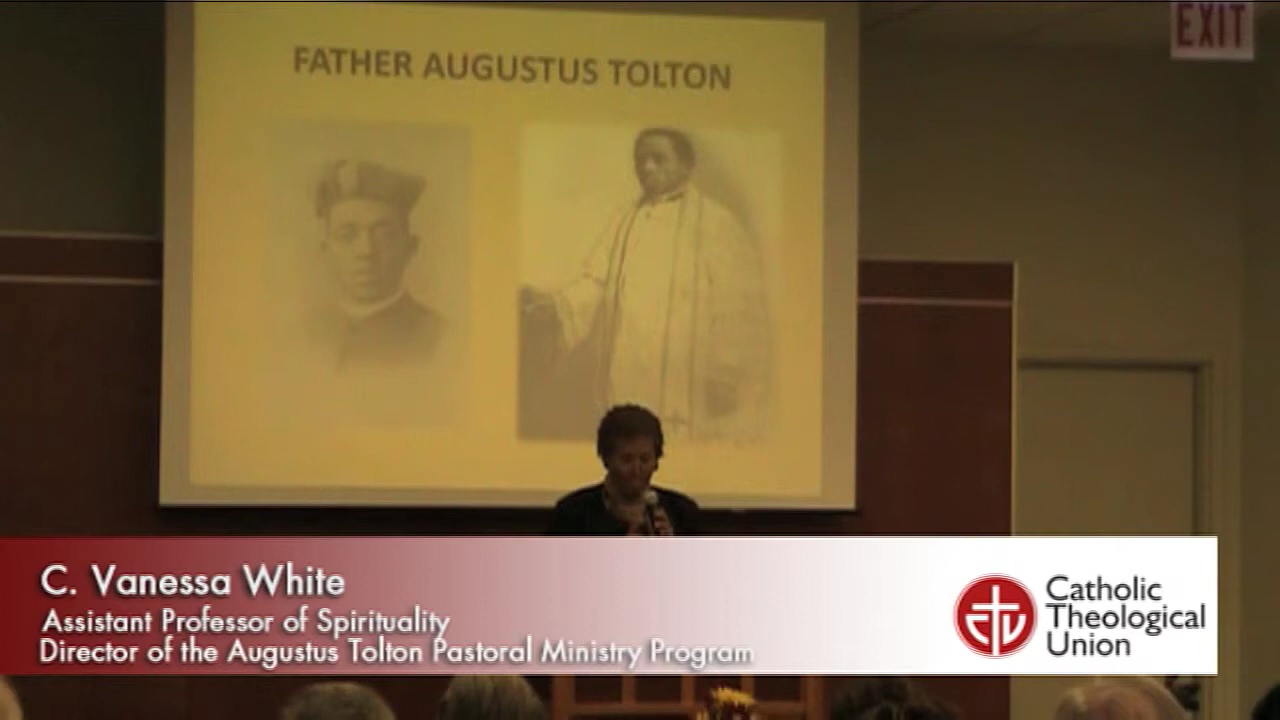 FATHER AUGUSTUS TOLTON
EXIT
C. Vanessa White
Assistant Professor of Spirituality
Director of the Augustus Tolton Pastoral Ministry Program
Catholic
Theological
Union